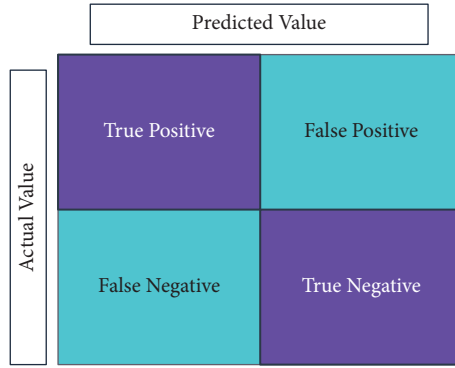 Predicted Value
Actual Value
True Positive
False Positive
False Negative
True Negative